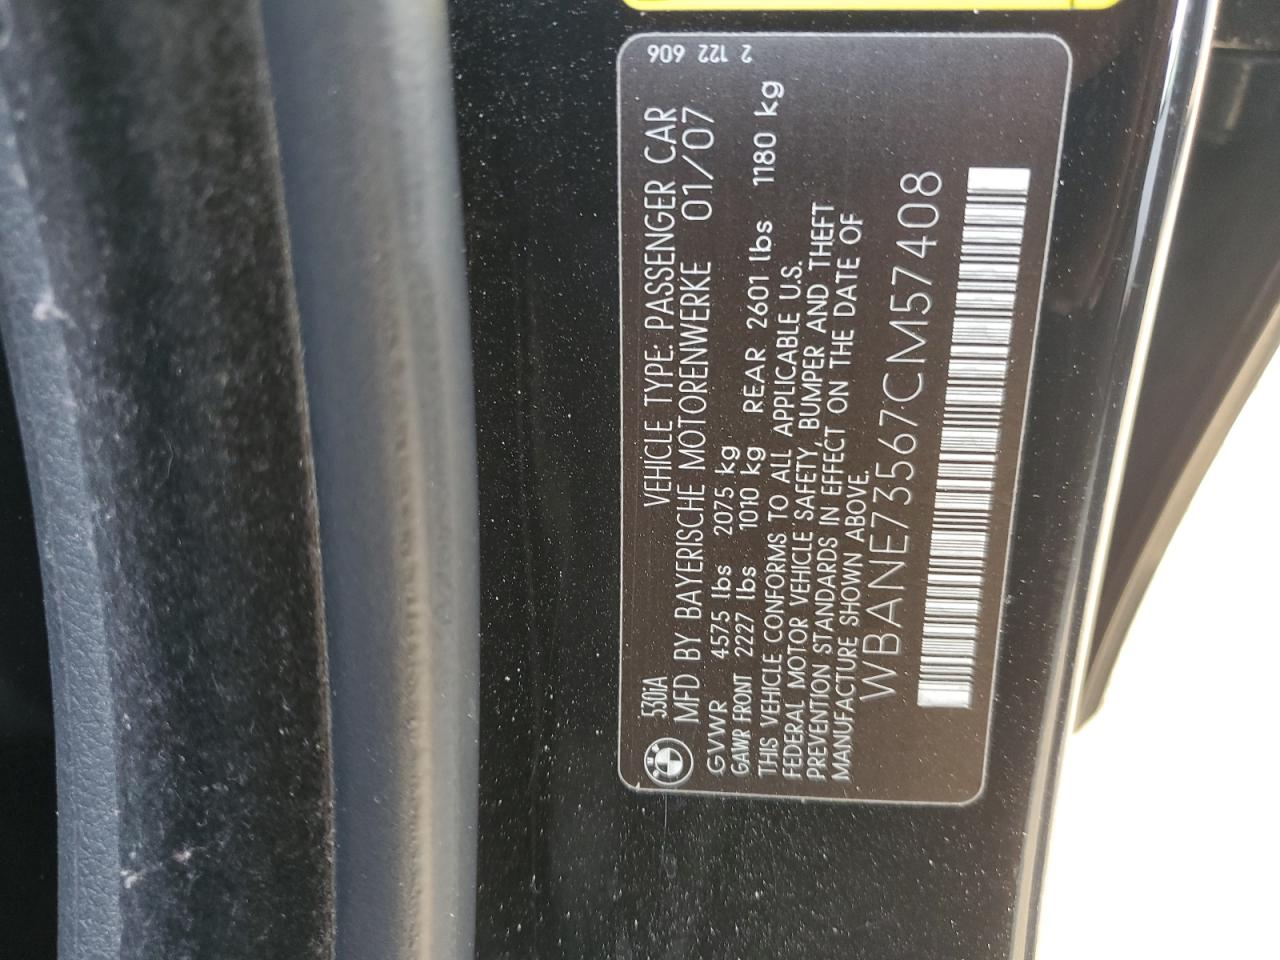 530iA VEHICLE TYPE: PASSENGER CAR 2 122 606
MFD BY BAYERISCHE MOTORENWERKE 01/07
GVWR 4575 lbs 2075 kg
GAWR FRONT 2227 lbs 1010 kg REAR 2601 lbs 1180 kg
THIS VEHICLE CONFORMS TO ALL APPLICABLE U.S.
FEDERAL MOTOR VEHICLE SAFETY, BUMPER AND THEFT
PREVENTION STANDARDS IN EFFECT ON THE DATE OF
MANUFACTURE SHOWN ABOVE.
WBANE73567CM57408